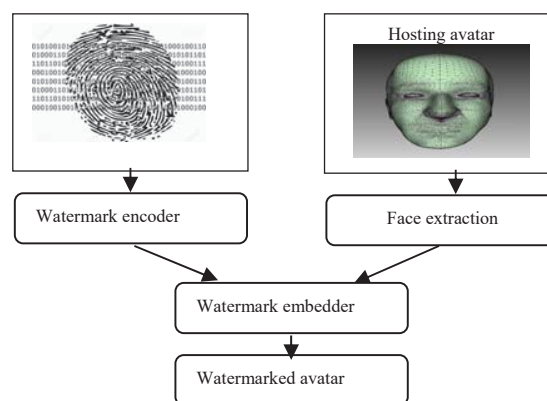 Hosting avatar
Watermark encoder
Face extraction
Watermark embedder
Watermarked avatar